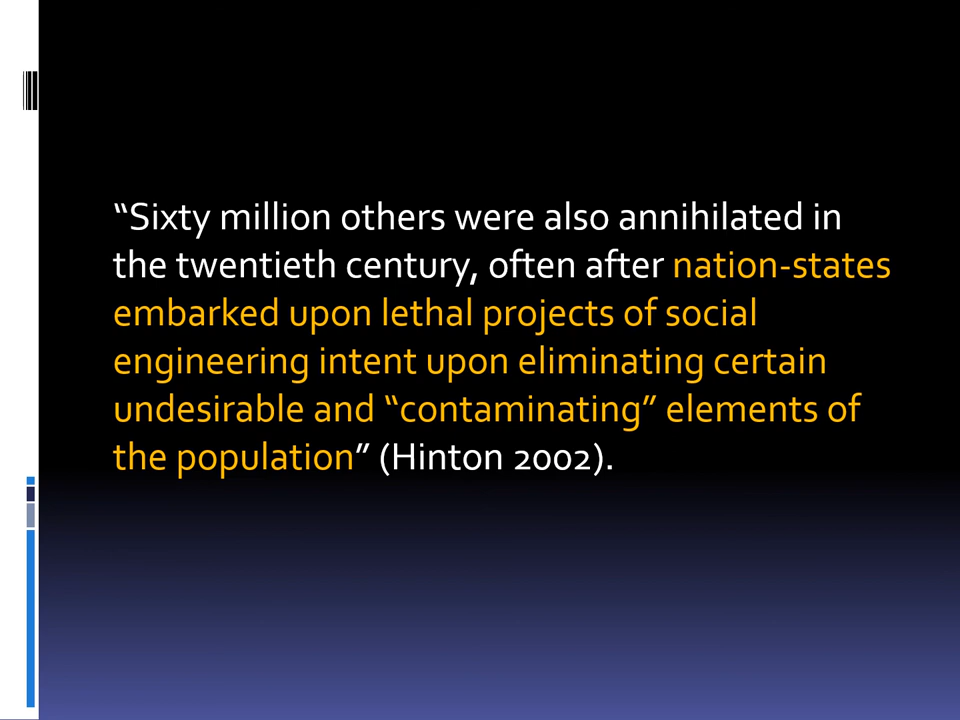 “Sixty million others were also annihilated in
the twentieth century, often after nation-states
embarked upon lethal projects of social
engineering intent upon eliminating certain
undesirable and “contaminating” elements of
the population” (Hinton 2002).